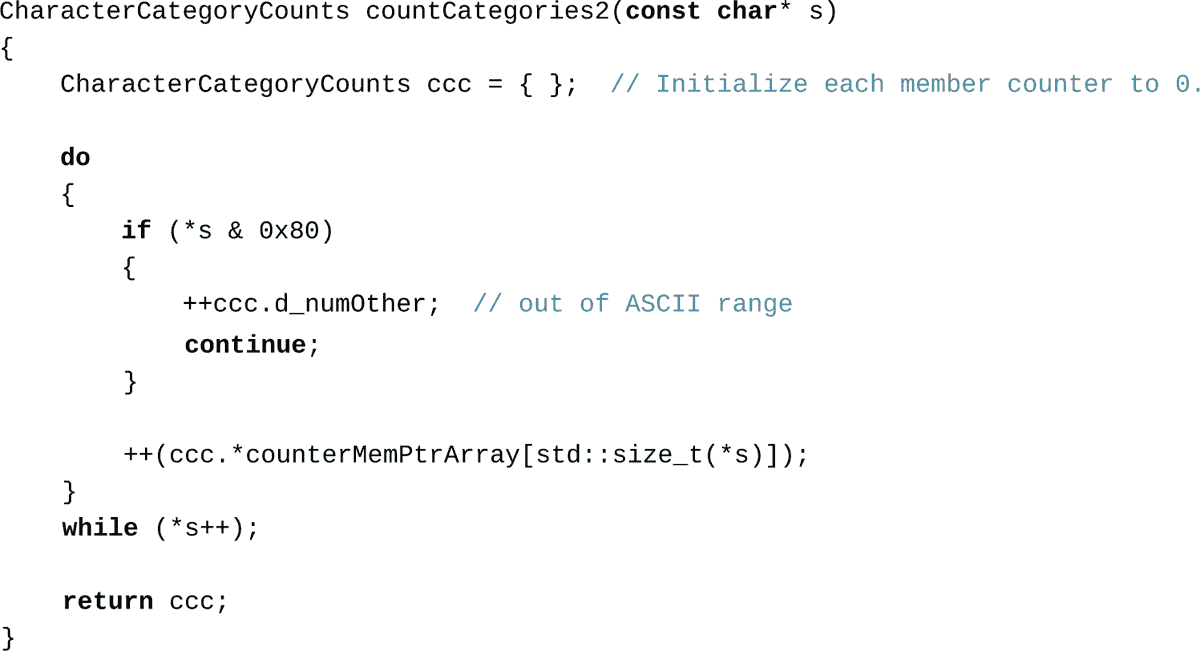 CharacterCategoryCounts countCategories2(const char* s)
{
    CharacterCategoryCounts ccc = { };  // Initialize each member counter to 0.

    do
    {
        if (*s & 0x80)
        {
            ++ccc.d_numOther;  // out of ASCII range
            continue;
        }

        ++(ccc.*counterMemPtrArray[std::size_t(*s)]);
    }
    while (*s++);

    return ccc;
}